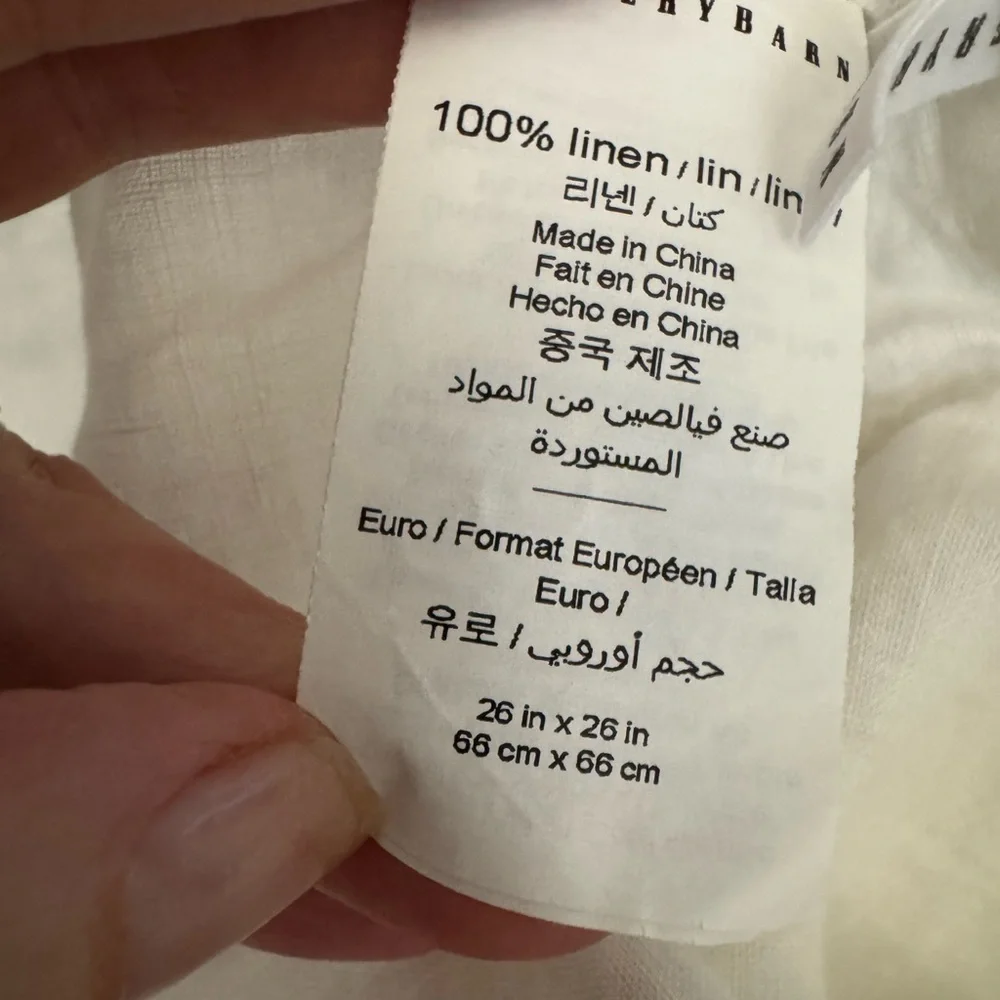 ERYBARN
100% linen / lin / lin /
리넨 / كتان
Made in China
Fait en Chine
Hecho en China
중국 제조
صنع فيالصين من المواد
المستوردة
Euro / Format Européen / Talla
Euro /
유로 / حجم أوروبي
26 in x 26 in
66 cm x 66 cm